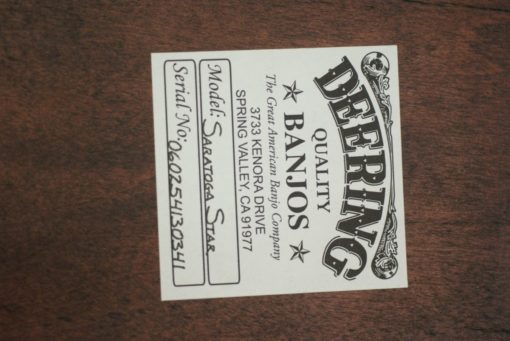 DEERING
QUALITY
BANJOS
The Great American Banjo Company
3733 KENORA DRIVE
SPRING VALLEY, CA 91977
Model: SARATOGA STAR
Serial No: 060254130341